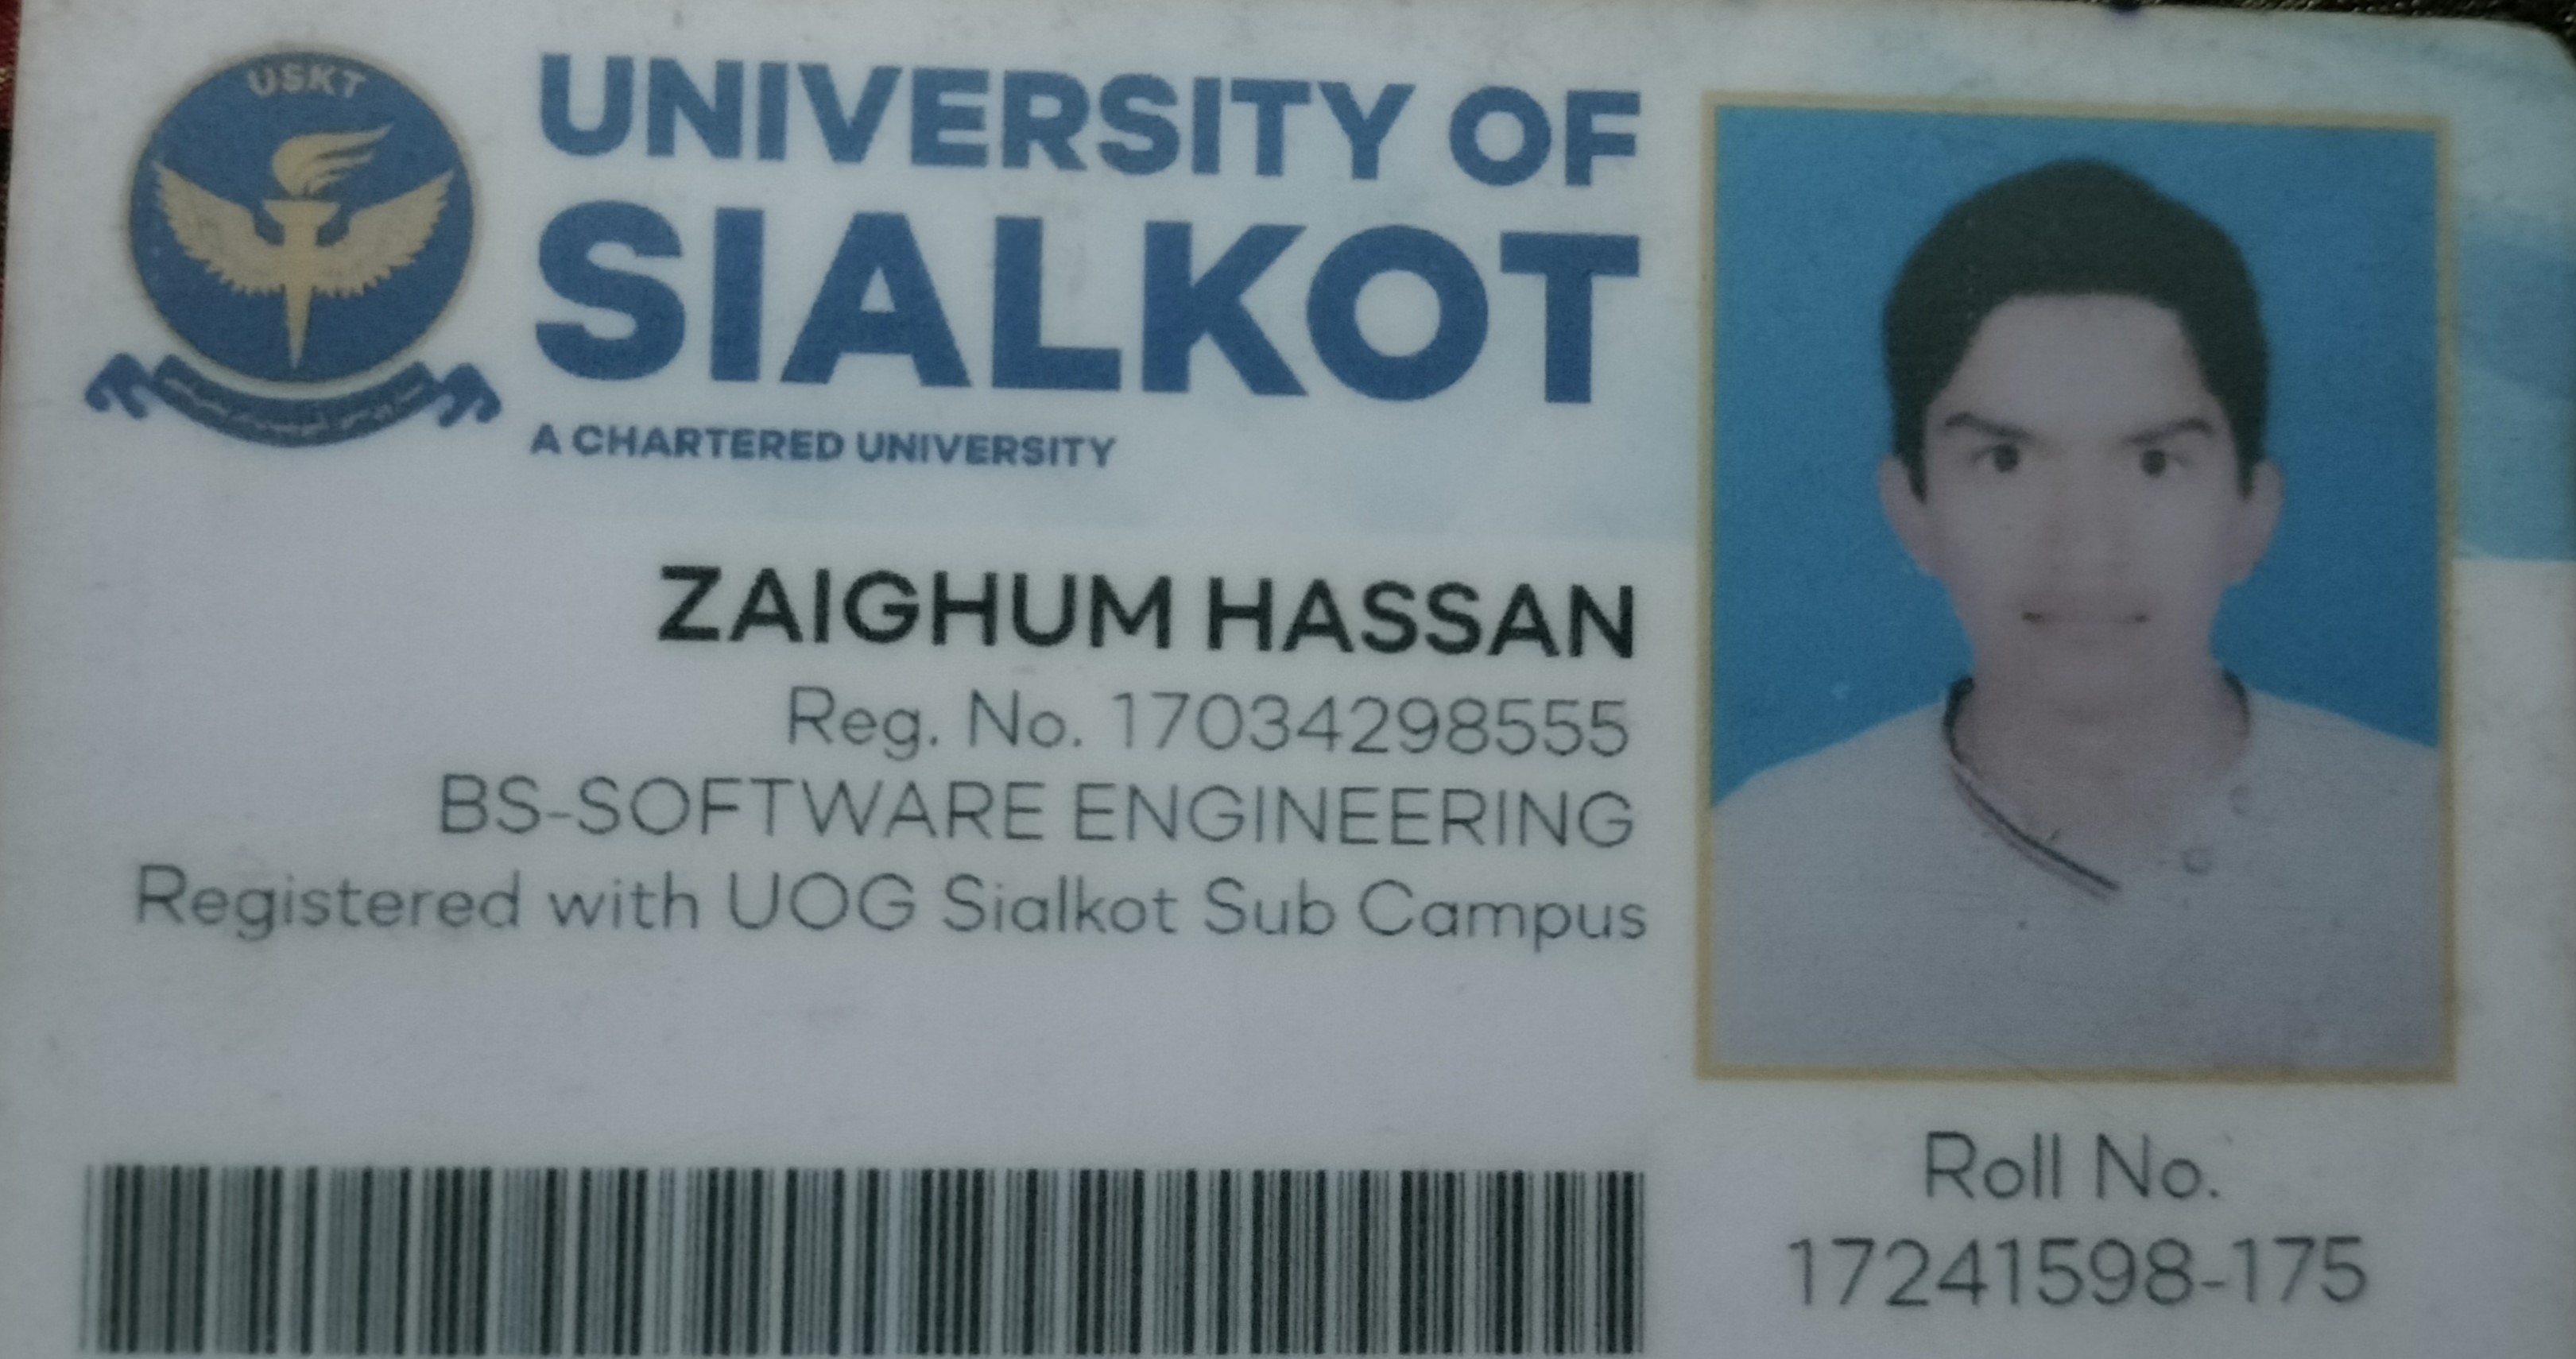 USKT
UNIVERSITY OF
SIALKOT
A CHARTERED UNIVERSITY
ZAIGHUM HASSAN
Reg. No. 17034298555
BS-SOFTWARE ENGINEERING
Registered with UOG Sialkot Sub Campus
Roll No.
17241598-175